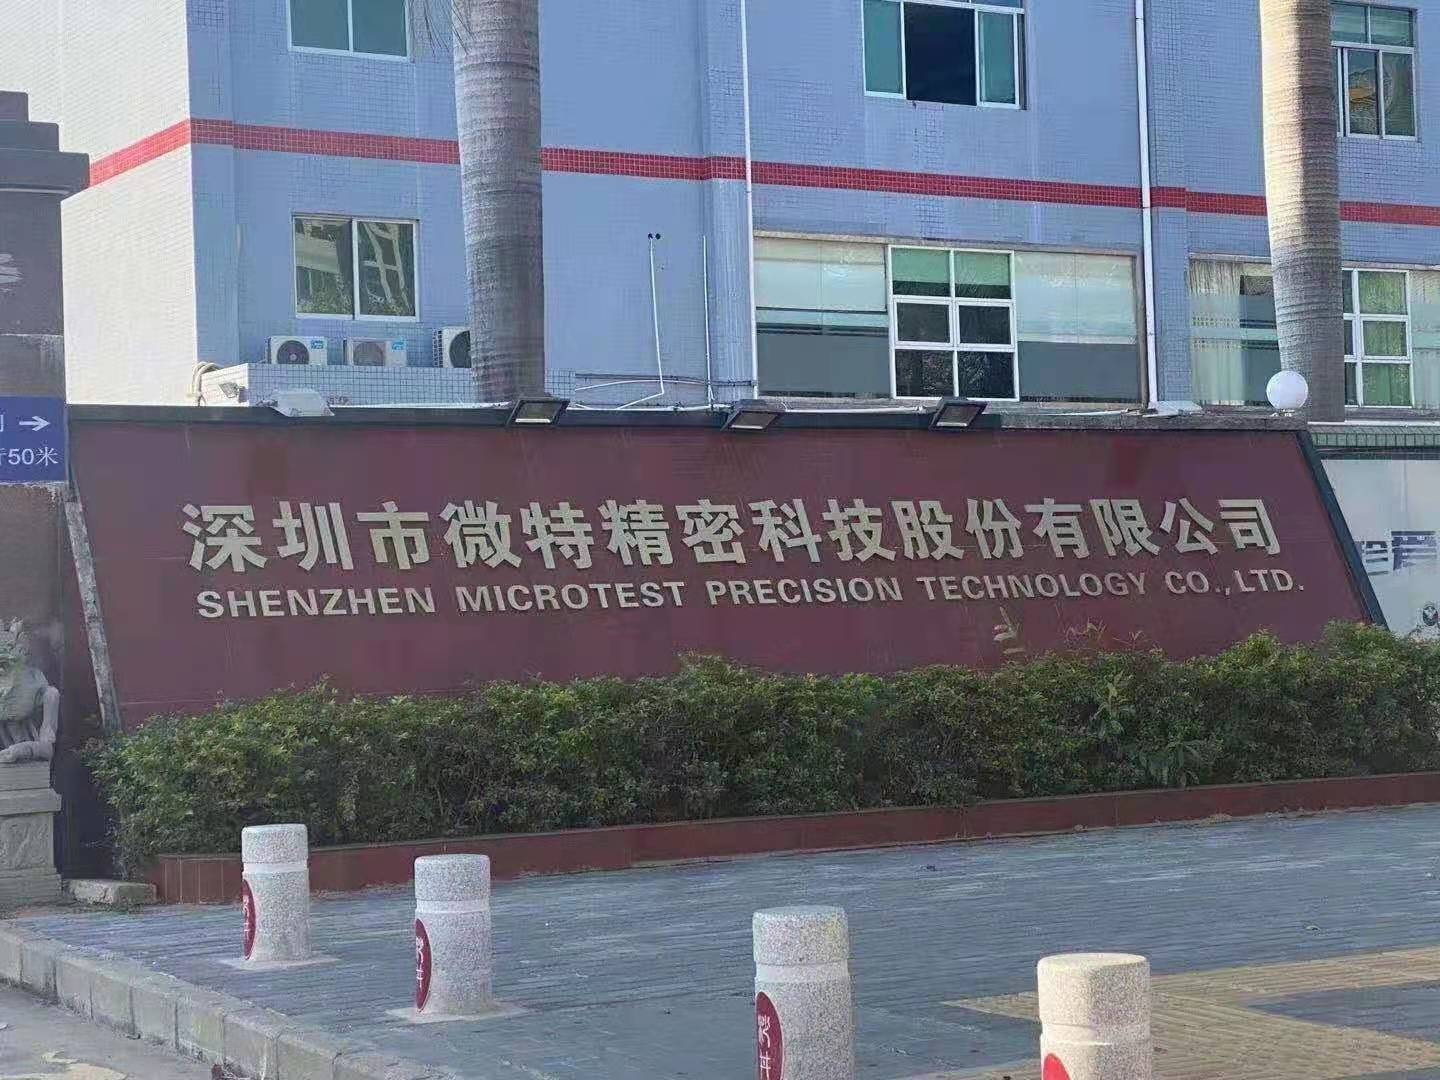 深圳市微特精密科技股份有限公司
SHENZHEN MICROTEST PRECISION TECHNOLOGY CO., LTD.
50米